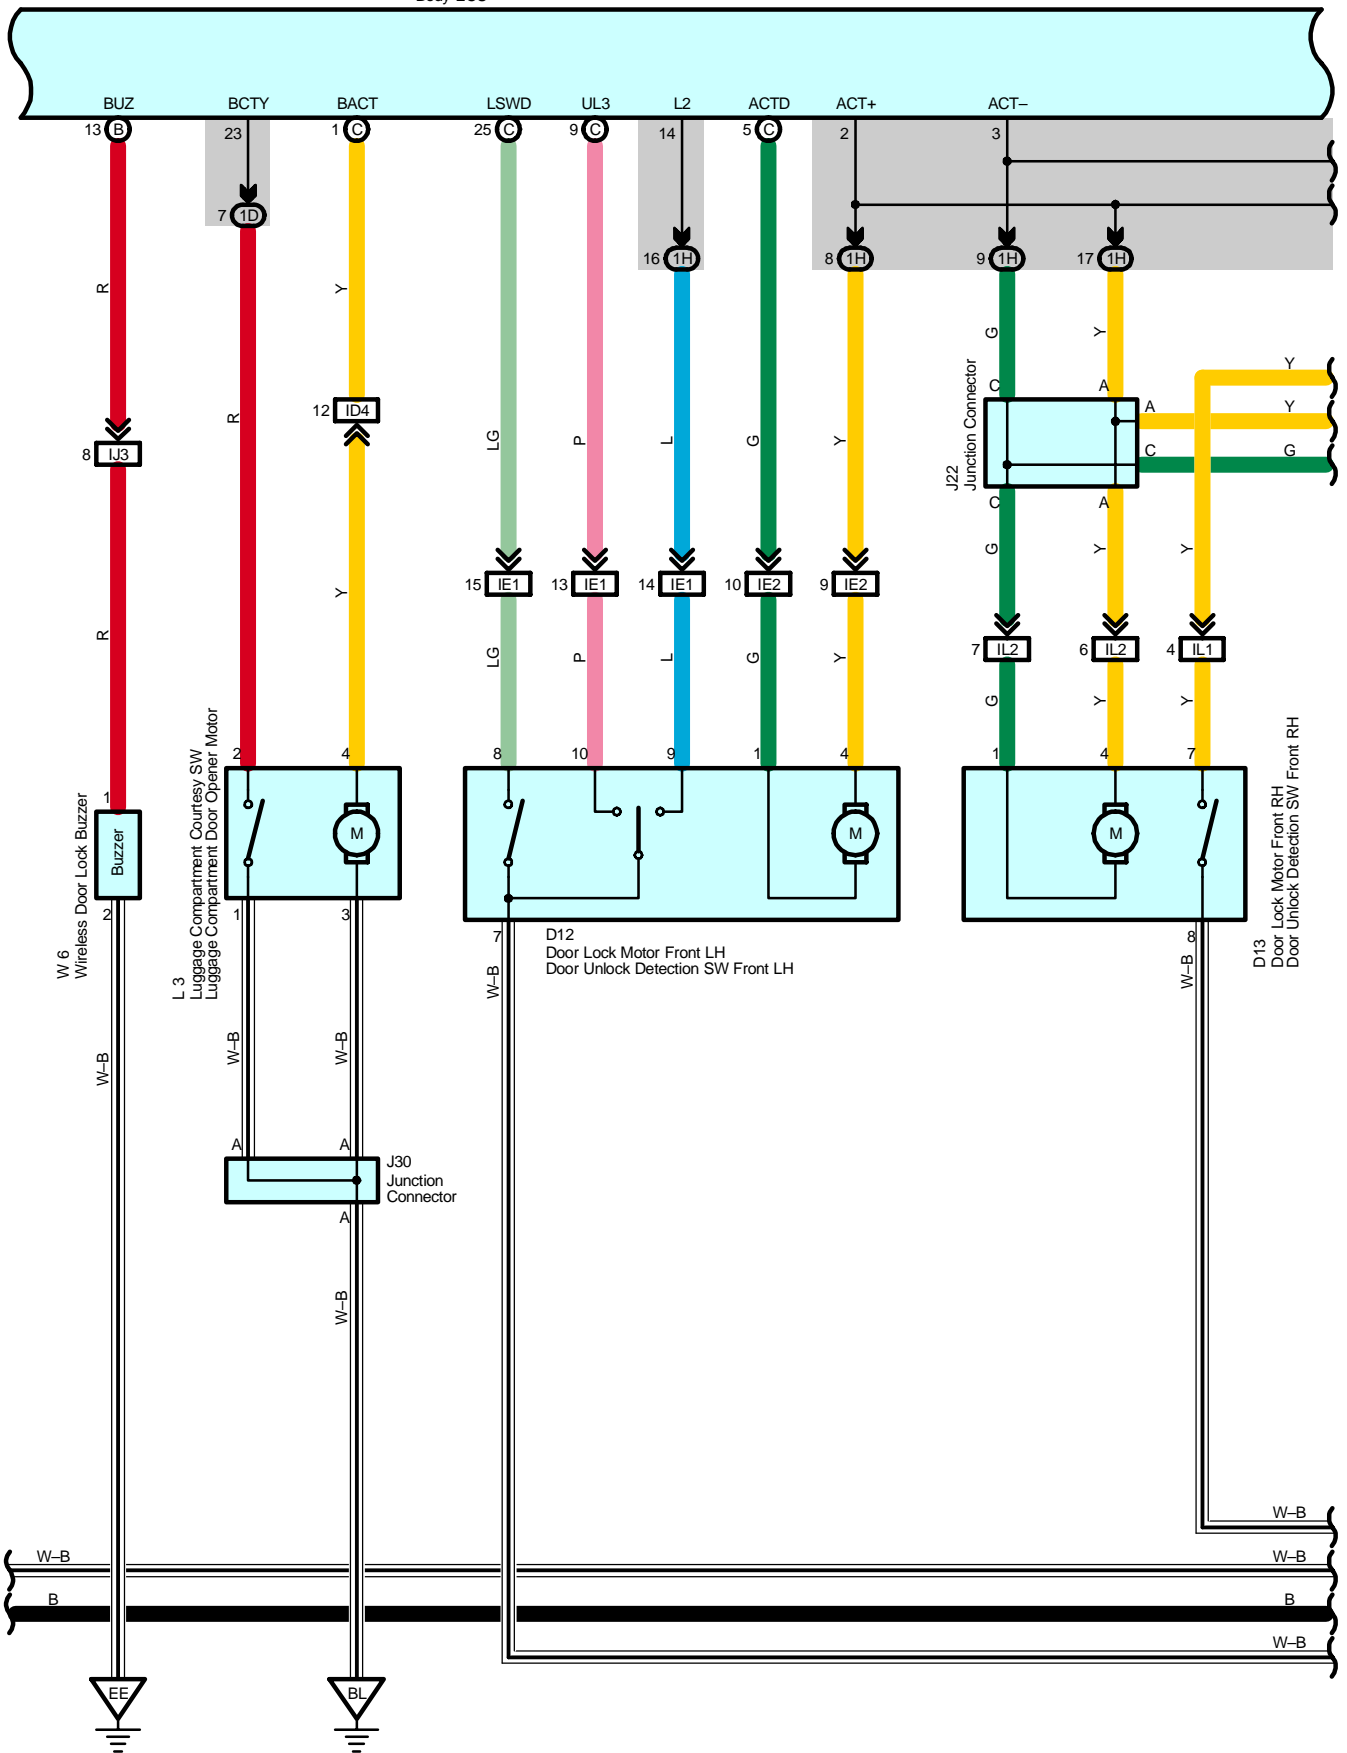 Body ECU
BUZ BCTY BACT LSWD UL3 L2 ACTD ACT+ ACT–
13 B 23 1 C 25 C 9 C 14 5 C 2 3
7 1D
16 1H 8 1H 9 1H 17 1H
R Y G Y
Y
C A
A Y
12 ID4
R LG P L G Y
C G
8 IJ3
J22
Junction Connector
C A
G Y Y
15 IE1 13 IE1 14 IE1 10 IE2 9 IE2
Y
R LG P L G Y
7 IL2 6 IL2 4 IL1
G Y Y
2 4 8 10 9 1 4 1 4 7
1
Buzzer
M M M
W 6
Wireless Door Lock Buzzer
L 3
Luggage Compartment Courtesy SW
Luggage Compartment Door Opener Motor
2 1 3
7 8
D12
Door Lock Motor Front LH
Door Unlock Detection SW Front LH
D13
Door Lock Motor Front RH
Door Unlock Detection SW Front RH
W–B W–B
W–B W–B W–B
A A
J30
Junction
Connector
A
W–B
W–B
W–B W–B
B B
W–B
EE BL